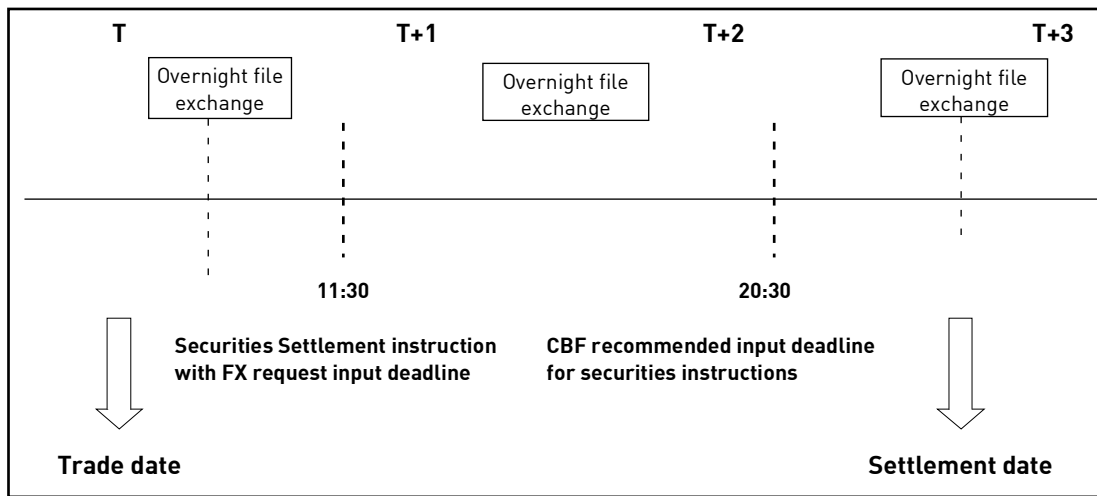 T
T+1
T+2
T+3
Overnight file
exchange
Overnight file
exchange
Overnight file
exchange
11:30
20:30
Securities Settlement instruction
with FX request input deadline
CBF recommended input deadline
for securities instructions
Trade date
Settlement date